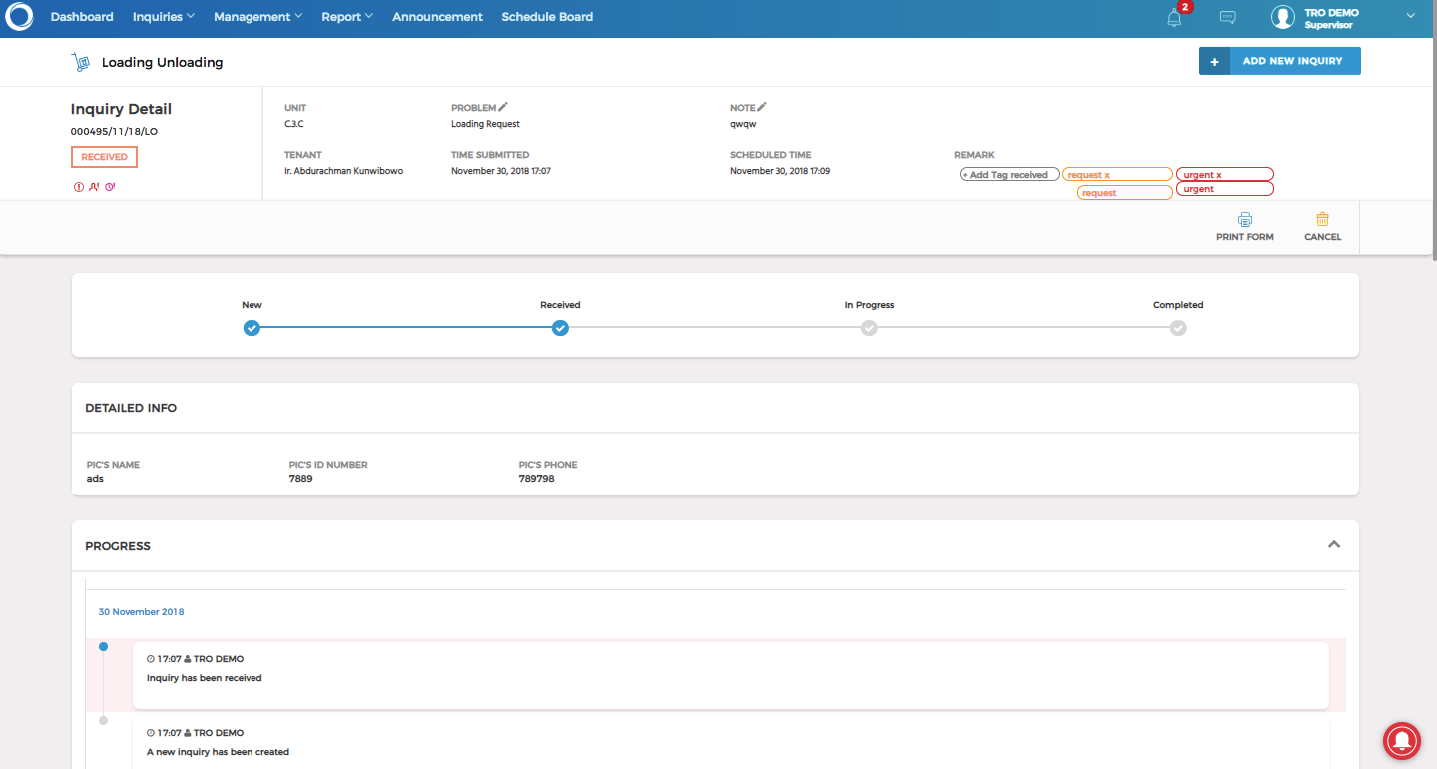 Dashboard Inquiries Management Report Announcement Schedule Board
2
TRO DEMO
Supervisor
Loading Unloading
+ ADD NEW INQUIRY
Inquiry Detail
000495/11/18/LO
RECEIVED
UNIT
C.3.C
PROBLEM
Loading Request
NOTE
qwqw
TENANT
Ir. Abdurachman Kunwibowo
TIME SUBMITTED
November 30, 2018 17:07
SCHEDULED TIME
November 30, 2018 17:09
REMARK
+ Add Tag received request x urgent x
request urgent
PRINT FORM CANCEL
New Received In Progress Completed
DETAILED INFO
PIC'S NAME
ads
PIC'S ID NUMBER
7889
PIC'S PHONE
789798
PROGRESS
30 November 2018
17:07 TRO DEMO
Inquiry has been received
17:07 TRO DEMO
A new inquiry has been created